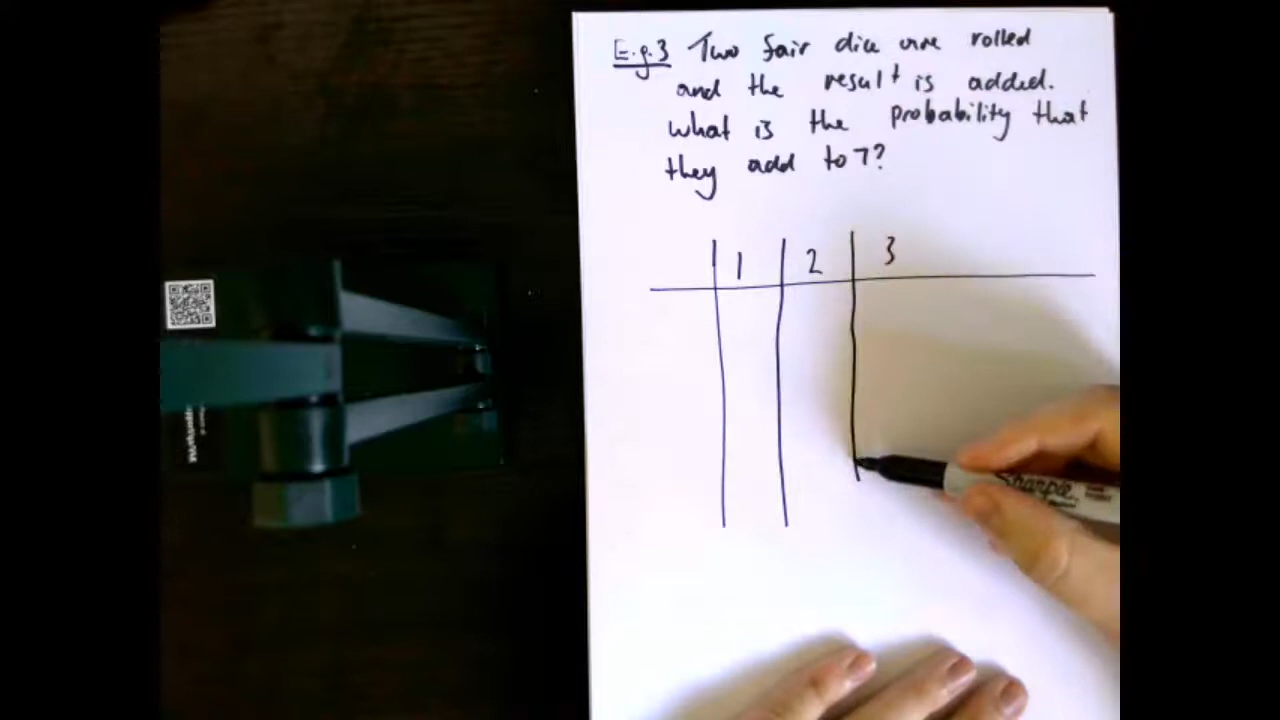 E.g.3 Two fair dice are rolled
and the result is added.
What is the probability that
they add to 7?
1 2 3
Sharpie